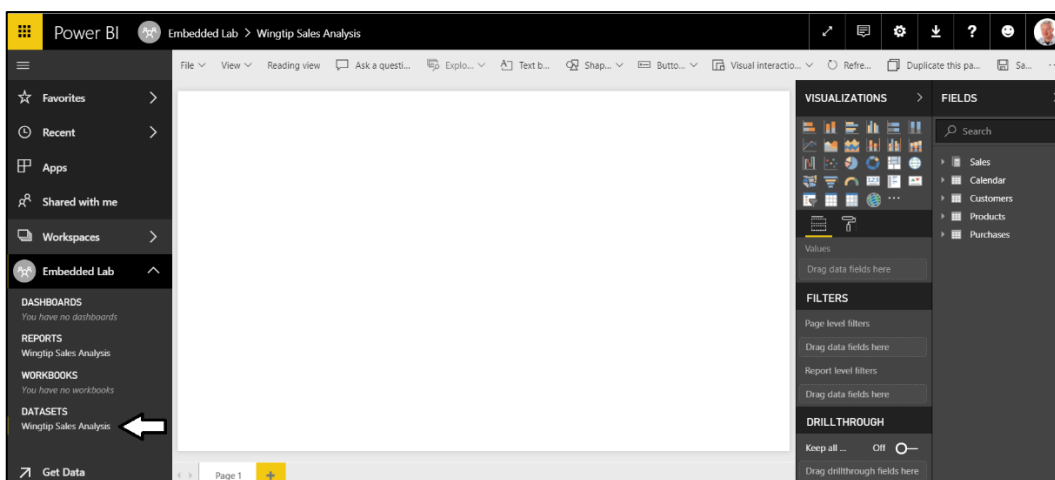 Power BI
Embedded Lab > Wingtip Sales Analysis
?
File
View
Reading view
Ask a questi...
Explo...
Text b...
Shap...
Butto...
Visual interactio...
Refre...
Duplicate this pa...
Sa...
Favorites
Recent
Apps
Shared with me
Workspaces
Embedded Lab
DASHBOARDS
You have no dashboards
REPORTS
Wingtip Sales Analysis
WORKBOOKS
You have no workbooks
DATASETS
Wingtip Sales Analysis
Get Data
Page 1
+
VISUALIZATIONS
Values
Drag data fields here
FILTERS
Page level filters
Drag data fields here
Report level filters
Drag data fields here
DRILLTHROUGH
Keep all ... Off
Drag drillthrough fields here
FIELDS
Search
Sales
Calendar
Customers
Products
Purchases